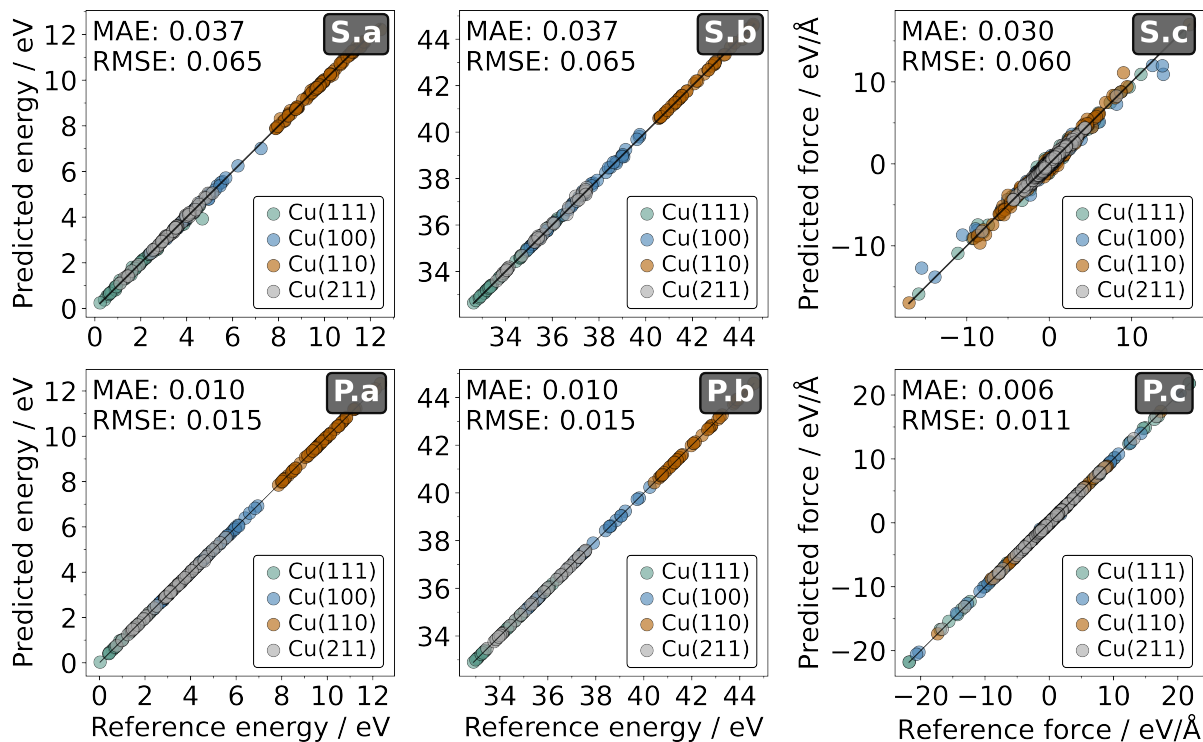 MAE: 0.037
RMSE: 0.065
S.a
Predicted energy / eV
12
10
8
6
4
2
0
0 2 4 6 8 10 12
Cu(111)
Cu(100)
Cu(110)
Cu(211)
MAE: 0.037
RMSE: 0.065
S.b
44
42
40
38
36
34
34 36 38 40 42 44
Cu(111)
Cu(100)
Cu(110)
Cu(211)
MAE: 0.030
RMSE: 0.060
S.c
Predicted force / eV/Å
10
0
−10
−10 0 10
Cu(111)
Cu(100)
Cu(110)
Cu(211)
MAE: 0.010
RMSE: 0.015
P.a
Predicted energy / eV
12
10
8
6
4
2
0
0 2 4 6 8 10 12
Reference energy / eV
Cu(111)
Cu(100)
Cu(110)
Cu(211)
MAE: 0.010
RMSE: 0.015
P.b
44
42
40
38
36
34
34 36 38 40 42 44
Reference energy / eV
Cu(111)
Cu(100)
Cu(110)
Cu(211)
MAE: 0.006
RMSE: 0.011
P.c
Predicted force / eV/Å
20
10
0
−10
−20
−20 −10 0 10 20
Reference force / eV/Å
Cu(111)
Cu(100)
Cu(110)
Cu(211)